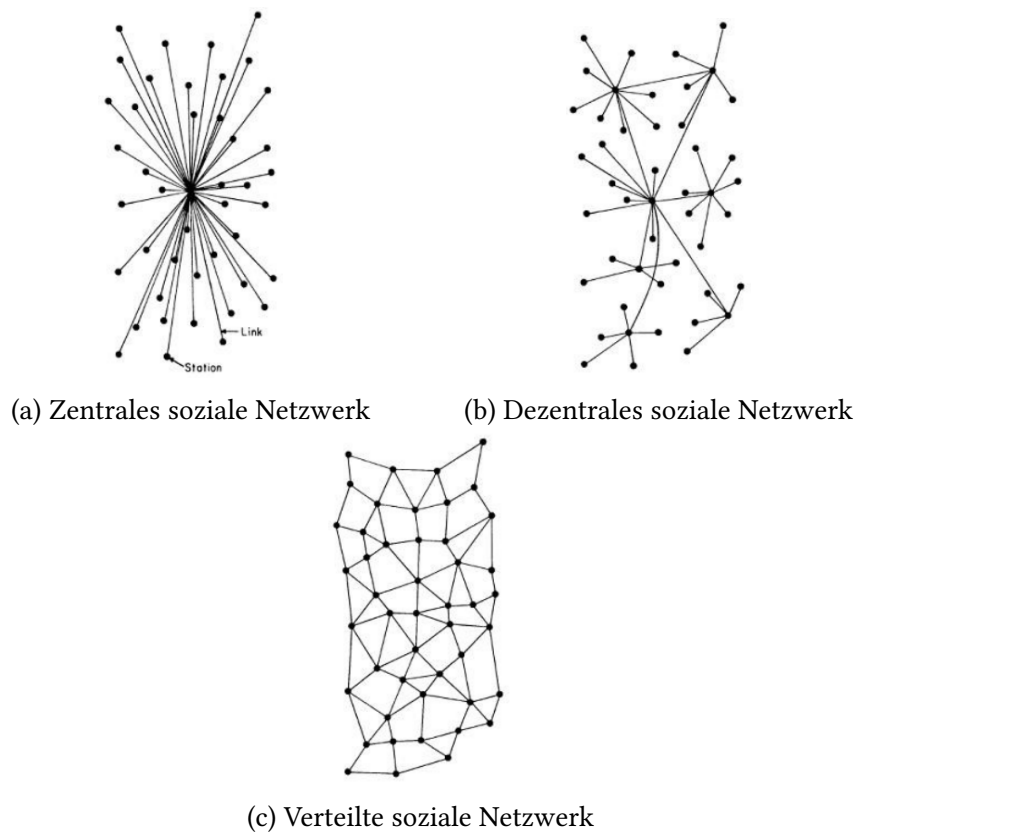 Link
Station
(a) Zentrales soziale Netzwerk
(b) Dezentrales soziale Netzwerk
(c) Verteilte soziale Netzwerk